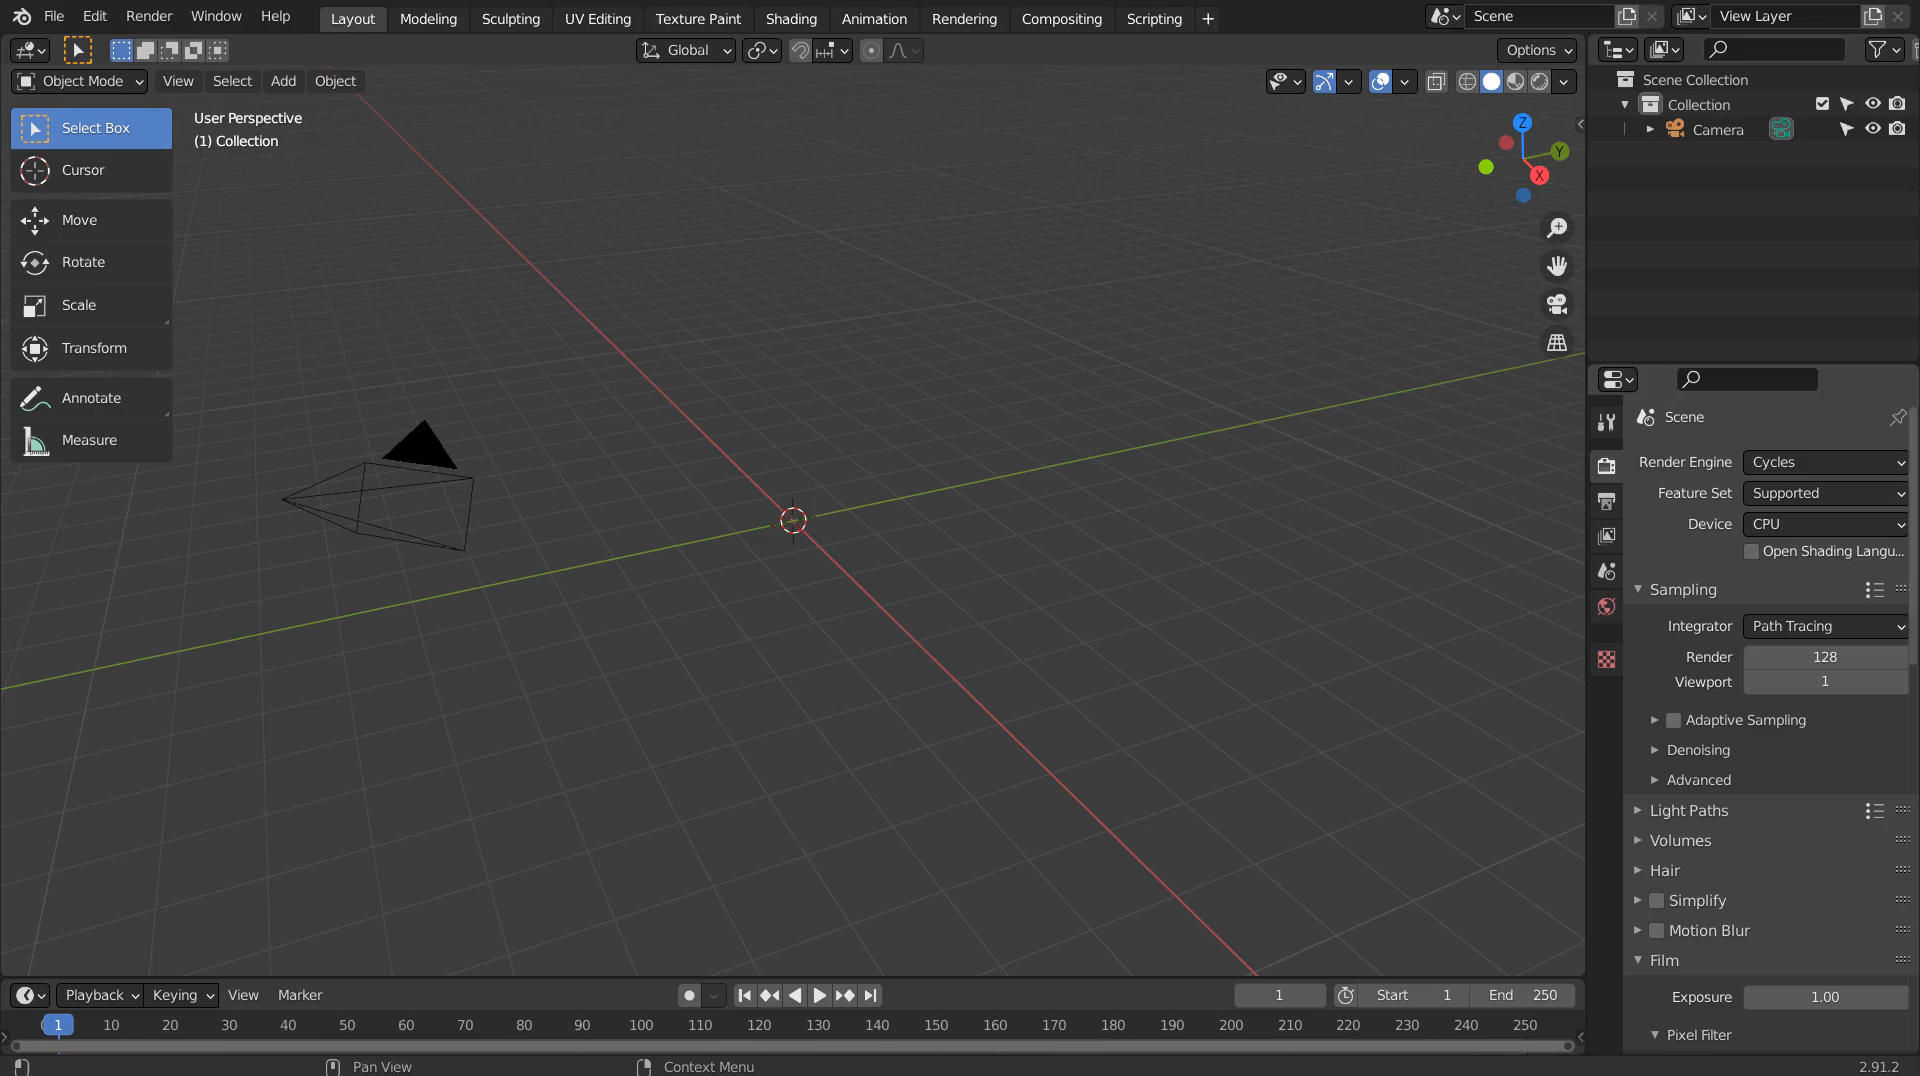 File Edit Render Window Help Layout Modeling Sculpting UV Editing Texture Paint Shading Animation Rendering Compositing Scripting + Scene View Layer
Global Options
Object Mode View Select Add Object
Scene Collection
Collection
Camera
Select Box
Cursor
Move
Rotate
Scale
Transform
Annotate
Measure
User Perspective
(1) Collection
Z
Y
X
Scene
Render Engine Cycles
Feature Set Supported
Device CPU
Open Shading Langu...
Sampling
Integrator Path Tracing
Render 128
Viewport 1
Adaptive Sampling
Denoising
Advanced
Light Paths
Volumes
Hair
Simplify
Motion Blur
Film
Exposure 1.00
Pixel Filter
Playback Keying View Marker 1 Start 1 End 250
1 10 20 30 40 50 60 70 80 90 100 110 120 130 140 150 160 170 180 190 200 210 220 230 240 250
Pan View Context Menu 2.91.2